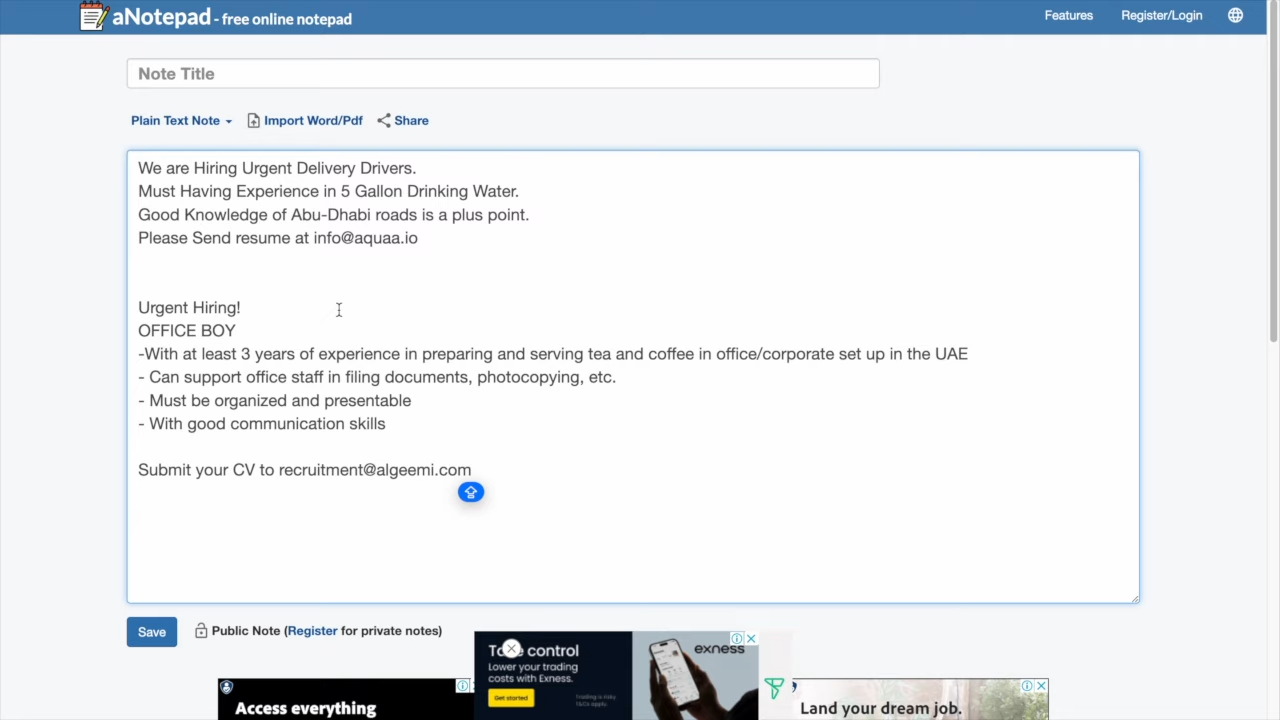 aNotepad - free online notepad
Features
Register/Login
Note Title
Plain Text Note
Import Word/Pdf
Share
We are Hiring Urgent Delivery Drivers.
Must Having Experience in 5 Gallon Drinking Water.
Good Knowledge of Abu-Dhabi roads is a plus point.
Please Send resume at info@aquaa.io
Urgent Hiring!
OFFICE BOY
-With at least 3 years of experience in preparing and serving tea and coffee in office/corporate set up in the UAE
- Can support office staff in filing documents, photocopying, etc.
- Must be organized and presentable
- With good communication skills
Submit your CV to recruitment@algeemi.com
Save
Public Note (Register for private notes)
control
Lower your trading
costs with Exness.
Get started
exness
Access everything
Land your dream job.